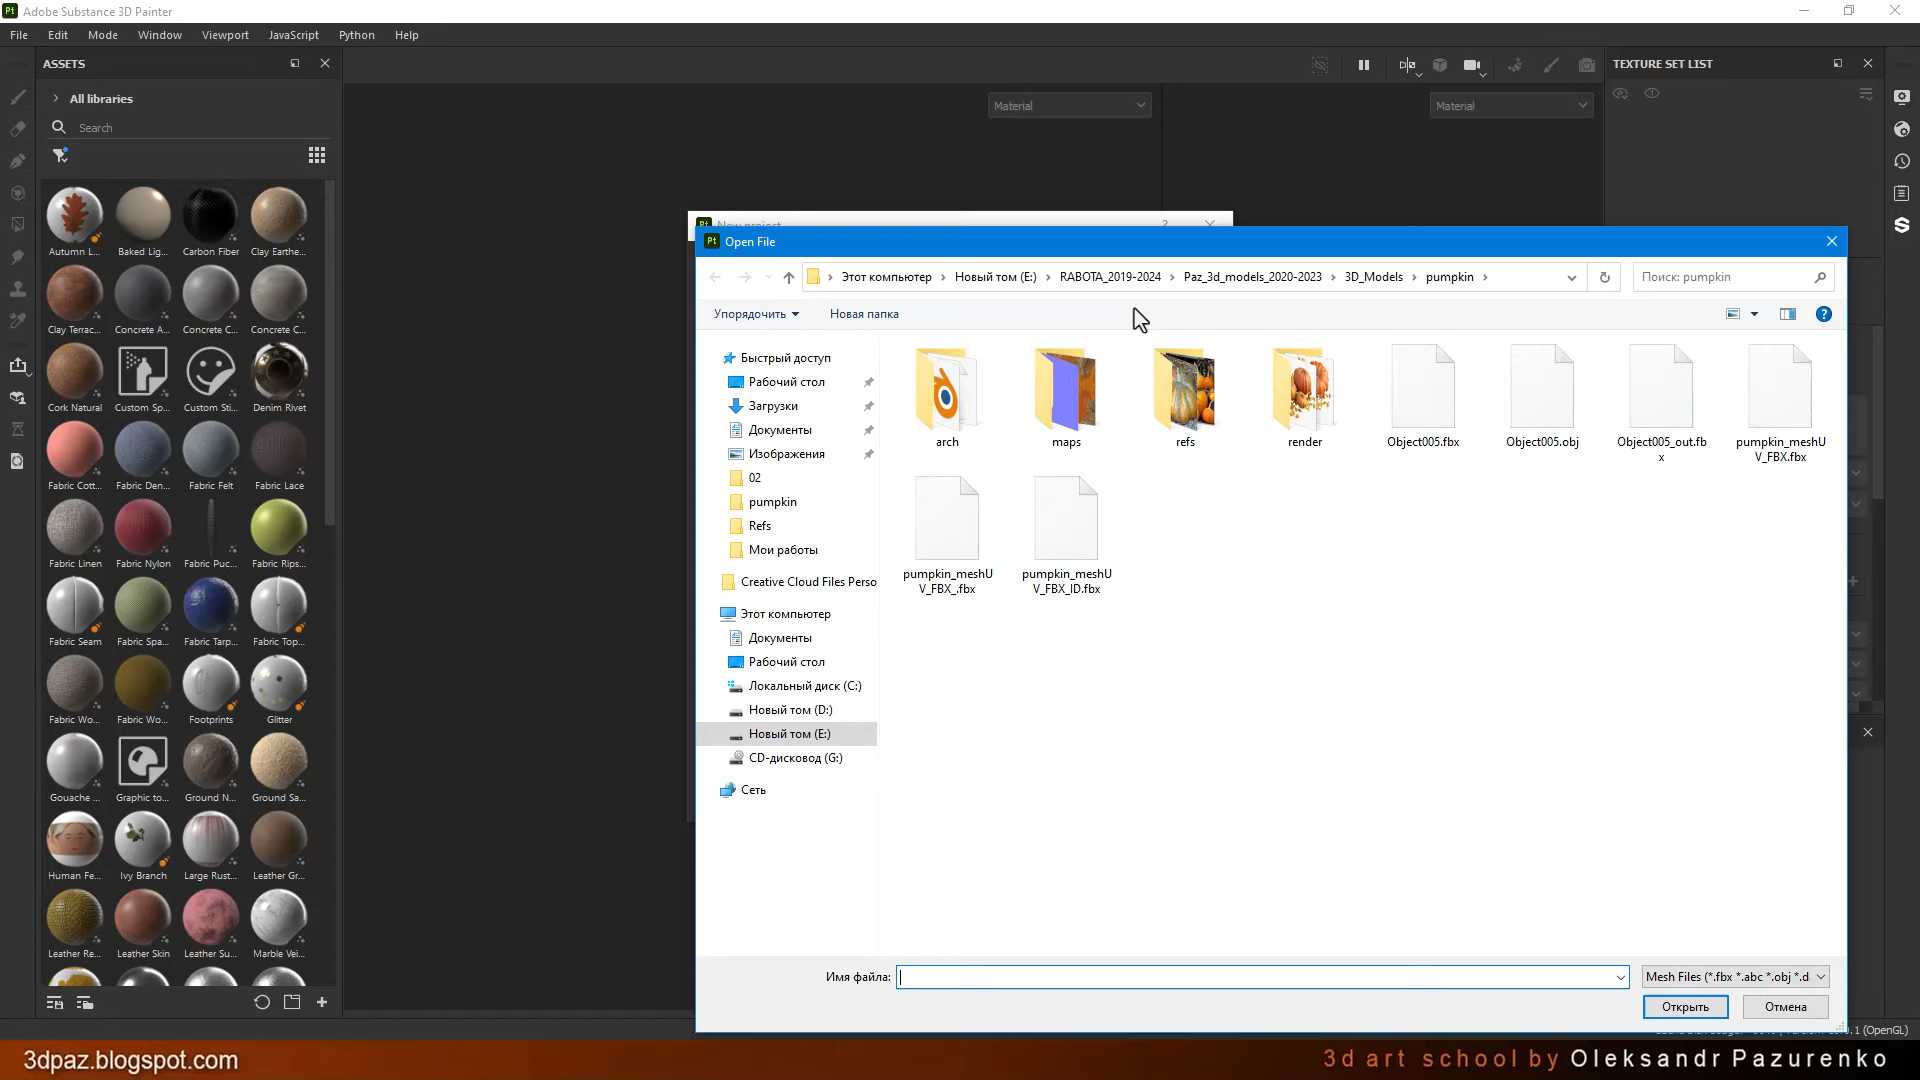 Adobe Substance 3D Painter
File Edit Mode Window Viewport JavaScript Python Help
ASSETS
All libraries
Search
Autumn L... Baked Lig... Carbon Fiber Clay Earthe...
Clay Terrac... Concrete A... Concrete C... Concrete C...
Cork Natural Custom Sp... Custom Sti... Denim Rivet
Fabric Cott... Fabric Den... Fabric Felt Fabric Lace
Fabric Linen Fabric Nylon Fabric Puc... Fabric Rips...
Fabric Seam Fabric Spa... Fabric Tarp... Fabric Top...
Fabric Wo... Fabric Wo... Footprints Glitter
Gouache ... Graphic to... Ground N... Ground Sa...
Human Fe... Ivy Branch Large Rust... Leather Gr...
Leather Re... Leather Skin Leather Su... Marble Vei...
Material
Material
TEXTURE SET LIST
New project
Open File
Этот компьютер Новый том (E:) RABOTA_2019-2024 Paz_3d_models_2020-2023 3D_Models pumpkin
Поиск: pumpkin
Упорядочить Новая папка
Быстрый доступ
Рабочий стол
Загрузки
Документы
Изображения
02
pumpkin
Refs
Мои работы
Creative Cloud Files Perso
Этот компьютер
Документы
Рабочий стол
Локальный диск (C:)
Новый том (D:)
Новый том (E:)
CD-дисковод (G:)
Сеть
arch
maps
refs
render
Object005.fbx
Object005.obj
Object005_out.fb
x
pumpkin_meshU
V_FBX.fbx
pumpkin_meshU
V_FBX_.fbx
pumpkin_meshU
V_FBX_ID.fbx
Имя файла:
Mesh Files (*.fbx *.abc *.obj *.d
Открыть Отмена
1 (OpenGL)
3dpaz.blogspot.com
3d art school by Oleksandr Pazurenko